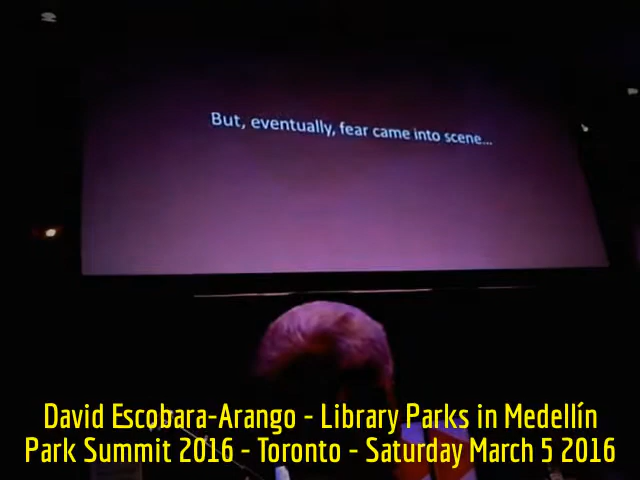 But, eventually, fear came into scene...
David Escobara-Arango - Library Parks in Medellín
Park Summit 2016 - Toronto - Saturday March 5 2016